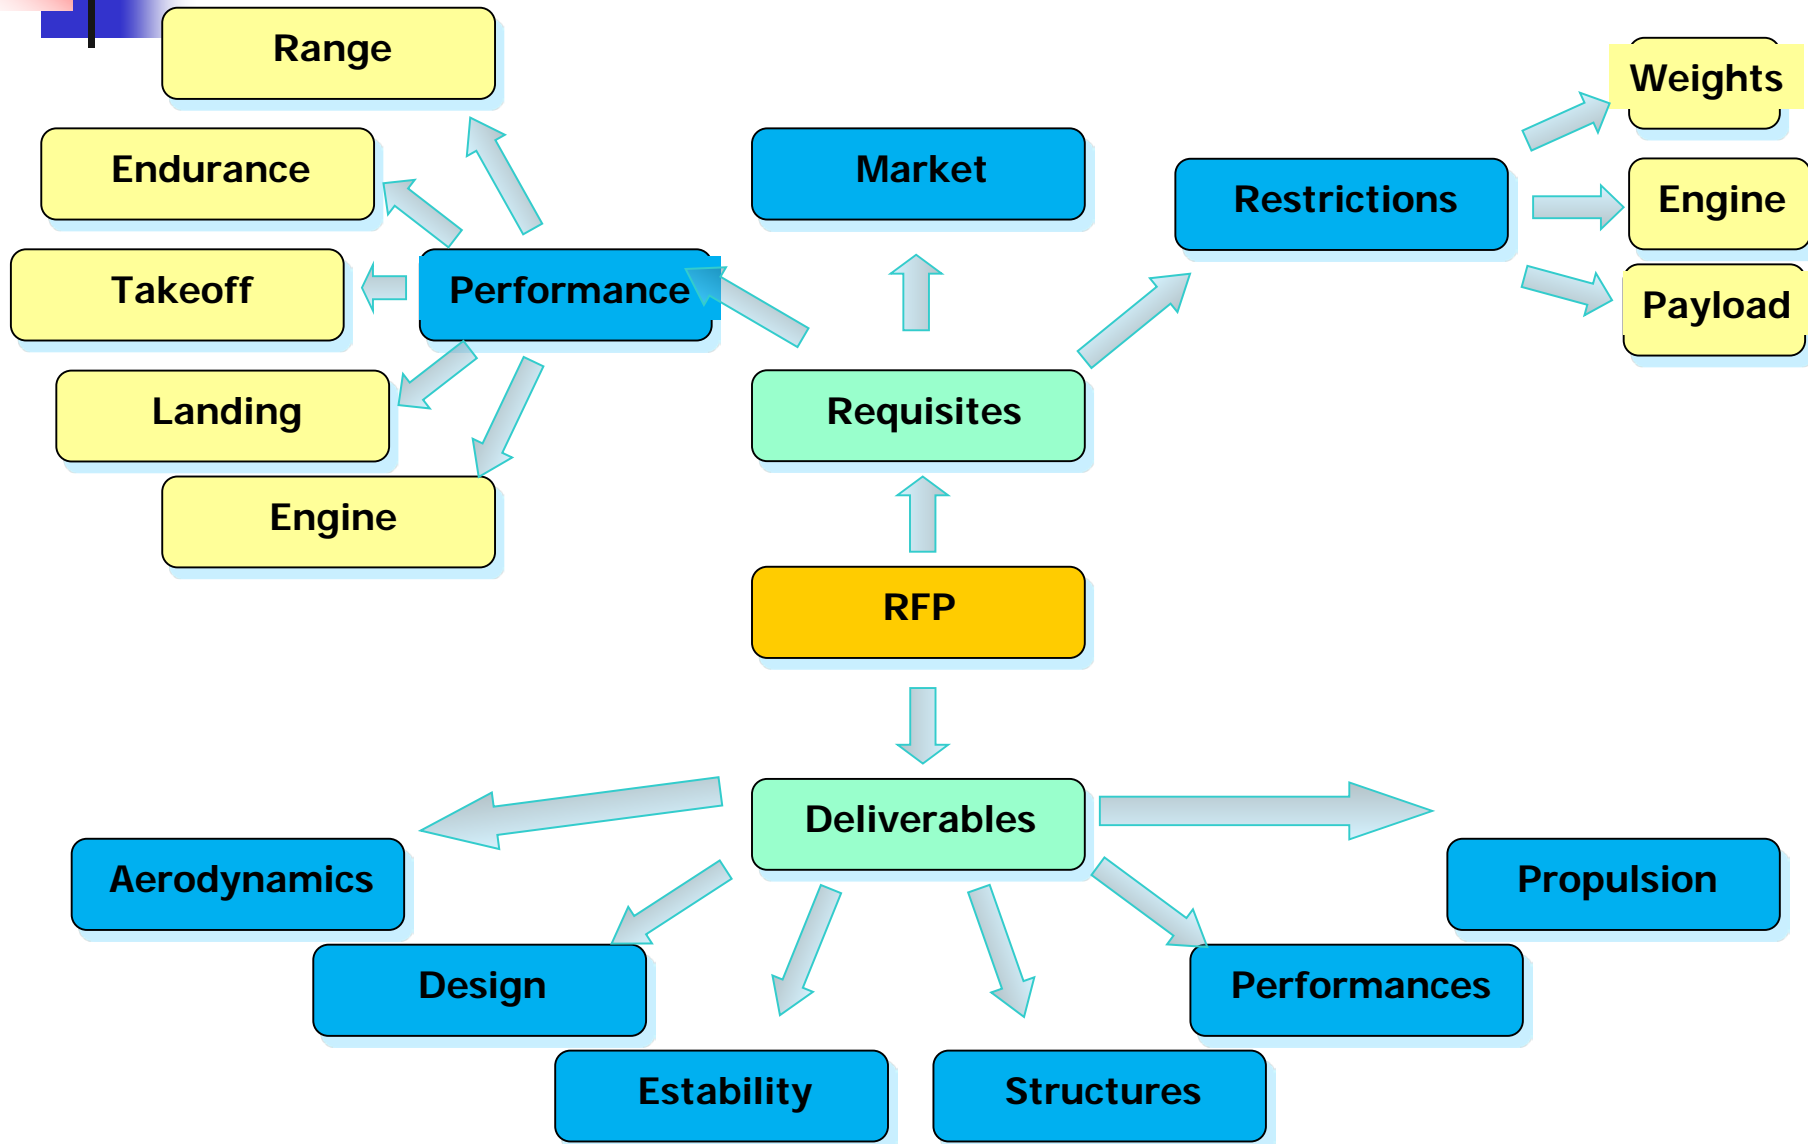 Range
Weights
Endurance
Market
Restrictions
Engine
Takeoff
Performance
Payload
Landing
Requisites
Engine
RFP
Deliverables
Aerodynamics
Propulsion
Design
Performances
Estability
Structures